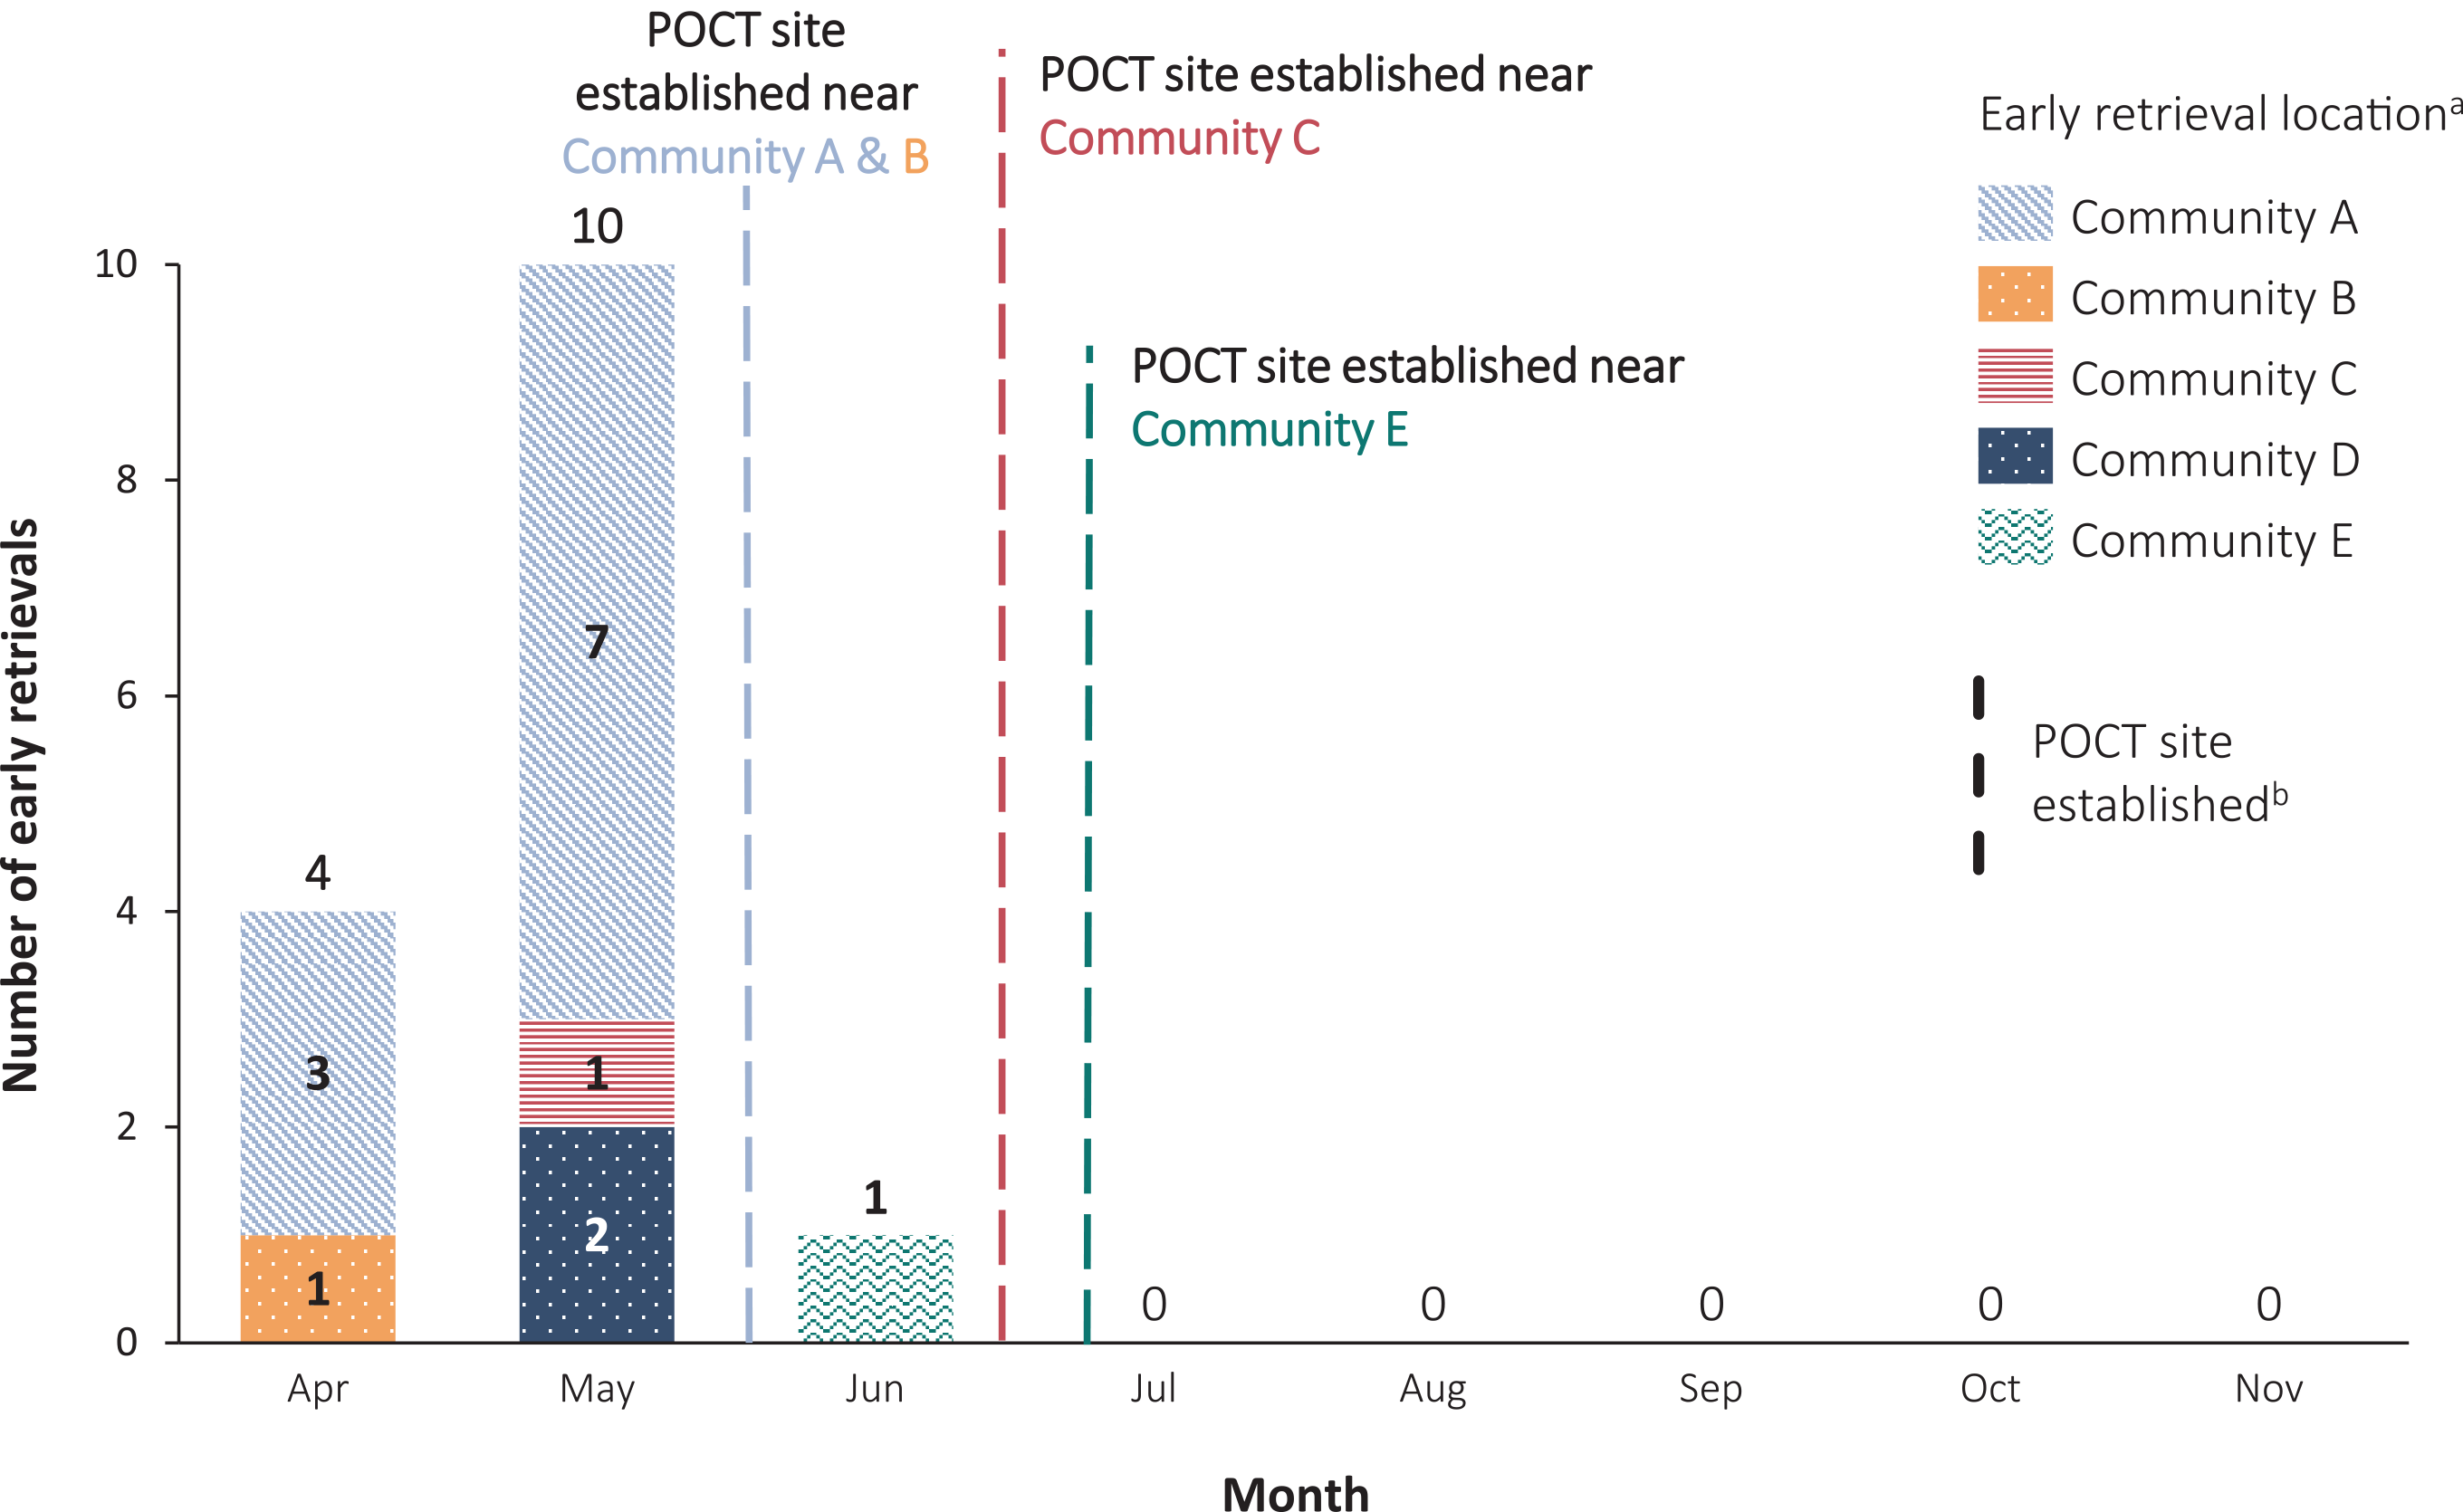 POCT site
established near
Community A & B
POCT site established near
Community C
POCT site established near
Community E
Early retrieval locationᵃ
Community A
Community B
Community C
Community D
Community E
POCT site
establishedᵇ
Number of early retrievals
10
8
6
4
2
0
4
3
1
10
7
1
2
1
0
0
0
0
0
Apr
May
Jun
Jul
Aug
Sep
Oct
Nov
Month